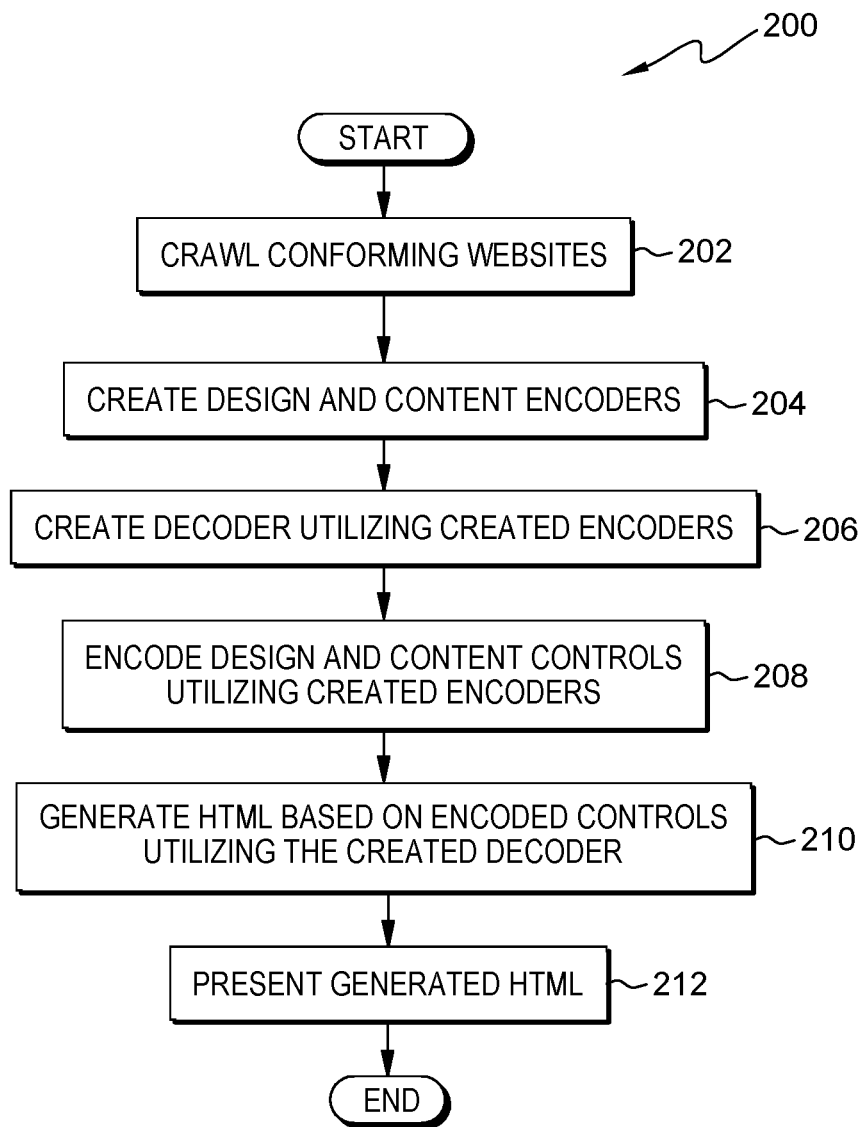 200
START
CRAWL CONFORMING WEBSITES
202
CREATE DESIGN AND CONTENT ENCODERS
204
CREATE DECODER UTILIZING CREATED ENCODERS
206
ENCODE DESIGN AND CONTENT CONTROLS
UTILIZING CREATED ENCODERS
208
GENERATE HTML BASED ON ENCODED CONTROLS
UTILIZING THE CREATED DECODER
210
PRESENT GENERATED HTML
212
END